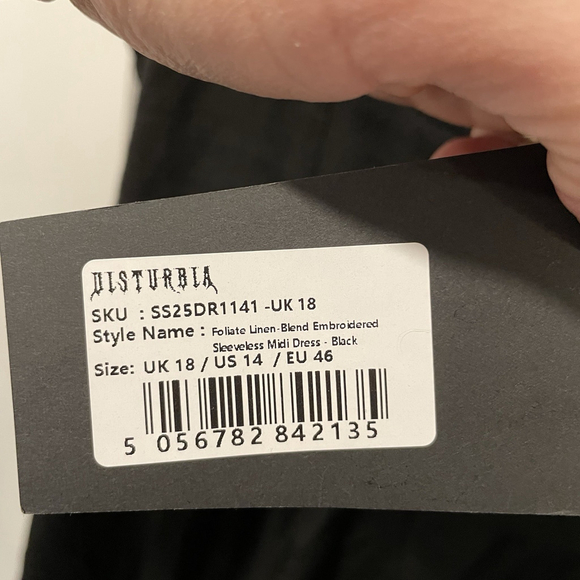 DISTURBIA
SKU : SS25DR1141 -UK 18
Style Name : Foliate Linen-Blend Embroidered
Sleeveless Midi Dress - Black
Size: UK 18 / US 14 / EU 46
5 056782 842135